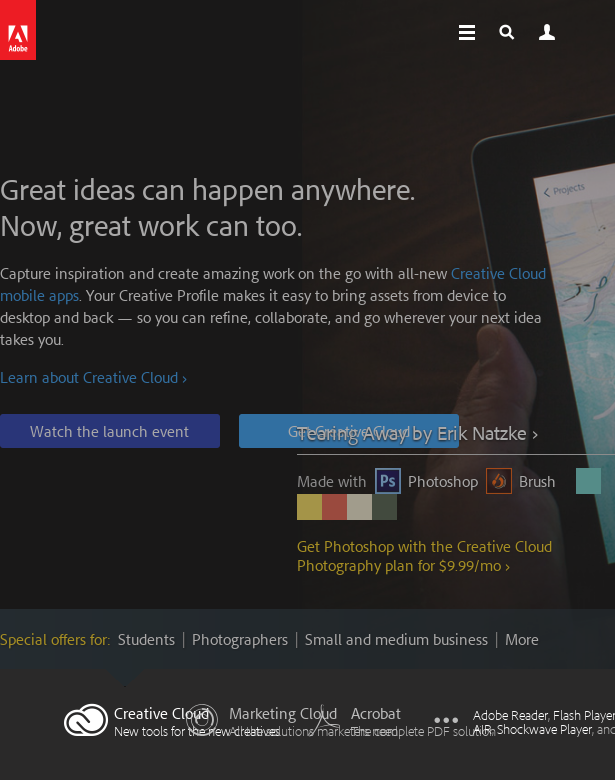 Adobe
Projects
Great ideas can happen anywhere.
Now, great work can too.
Capture inspiration and create amazing work on the go with all-new Creative Cloud
mobile apps. Your Creative Profile makes it easy to bring assets from device to
desktop and back — so you can refine, collaborate, and go wherever your next idea
takes you.
Learn about Creative Cloud ›
Watch the launch event
Get Creative Cloud
Tearing Away by Erik Natzke ›
Made with Ps Photoshop Brush
Get Photoshop with the Creative Cloud
Photography plan for $9.99/mo ›
Special offers for: Students | Photographers | Small and medium business | More
Creative Cloud
New tools for the new creatives
Marketing Cloud
All the solutions marketers need
Acrobat
The complete PDF solution
Adobe Reader, Flash Player
AIR, Shockwave Player, and